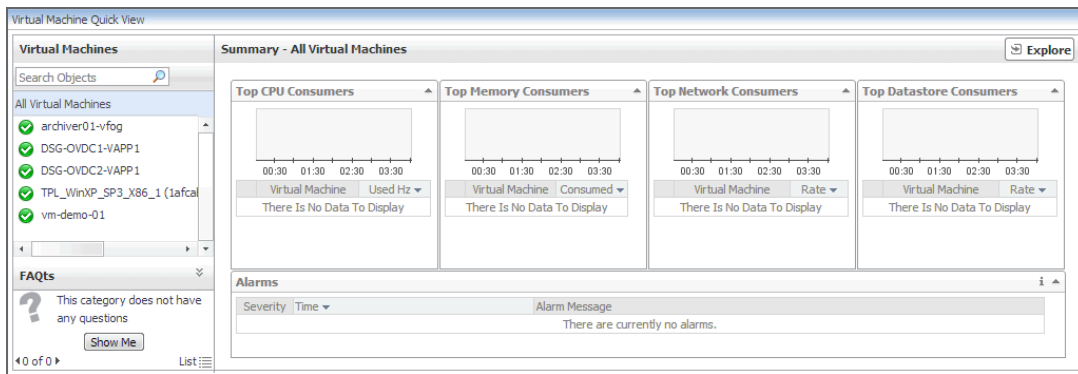 Virtual Machine Quick View
Virtual Machines
Search Objects
All Virtual Machines
archiver01-vfog
DSG-OVDC1-VAPP1
DSG-OVDC2-VAPP1
TPL_WinXP_SP3_X86_1 (1afcal
vm-demo-01
FAQts
This category does not have
any questions
Show Me
0 of 0
List
Summary - All Virtual Machines
Explore
Top CPU Consumers
00:30 01:30 02:30 03:30
Virtual Machine Used Hz
There Is No Data To Display
Top Memory Consumers
00:30 01:30 02:30 03:30
Virtual Machine Consumed
There Is No Data To Display
Top Network Consumers
00:30 01:30 02:30 03:30
Virtual Machine Rate
There Is No Data To Display
Top Datastore Consumers
00:30 01:30 02:30 03:30
Virtual Machine Rate
There Is No Data To Display
Alarms
Severity Time Alarm Message
There are currently no alarms.